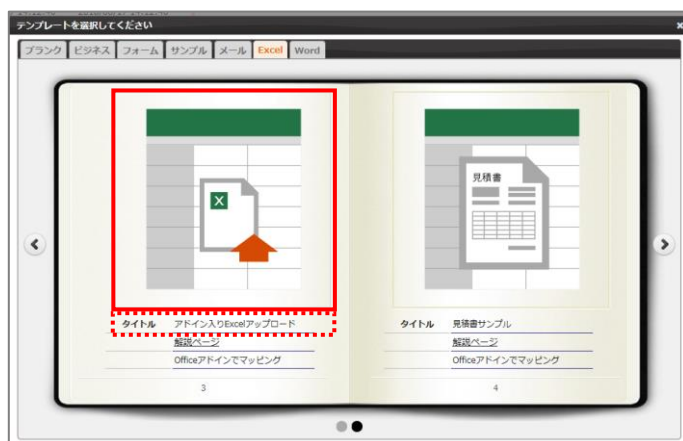 テンプレートを選択してください
ブランク ビジネス フォーム サンプル メール Excel Word
X
タイトル アドイン入りExcelアップロード
解説ページ
Officeアドインでマッピング
3
見積書
タイトル 見積書サンプル
解説ページ
Officeアドインでマッピング
4